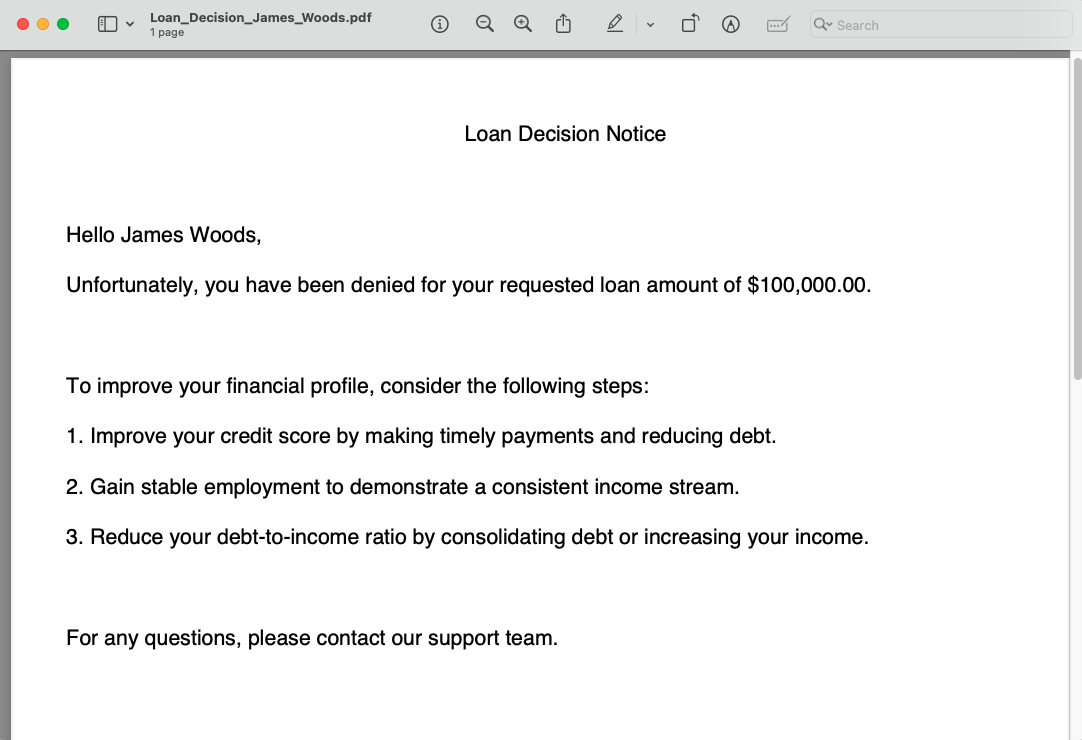 Loan_Decision_James_Woods.pdf
1 page
Search
Loan Decision Notice
Hello James Woods,
Unfortunately, you have been denied for your requested loan amount of $100,000.00.
To improve your financial profile, consider the following steps:
1. Improve your credit score by making timely payments and reducing debt.
2. Gain stable employment to demonstrate a consistent income stream.
3. Reduce your debt-to-income ratio by consolidating debt or increasing your income.
For any questions, please contact our support team.